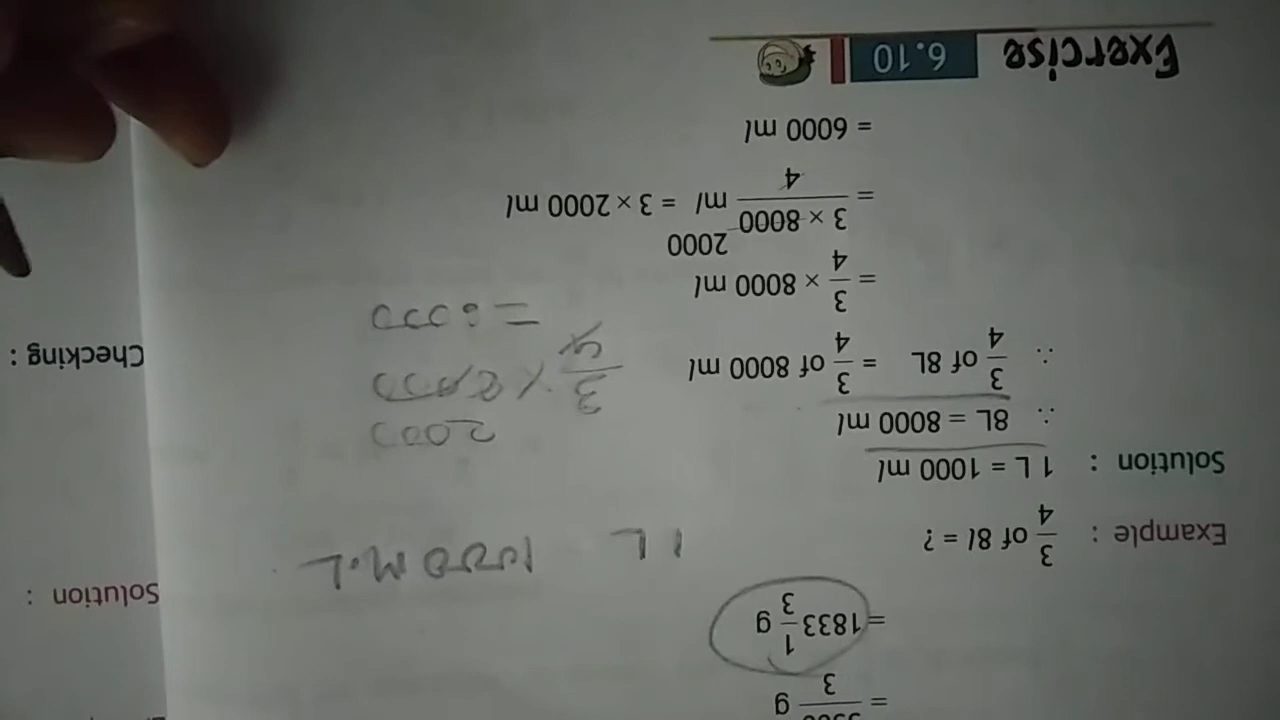 = /3 g
= 1833 1/3 g
Example : 3/4 of 8l = ?
1 L 1000 M.L
Solution : 1 L = 1000 ml
∴ 8L = 8000 ml
2000
∴ 3/4 of 8L = 3/4 of 8000 ml
3/4 × 8000
= 3/4 × 8000 ml
= 6000
2000
= 3 × 8000/4 ml = 3 × 2000 ml
= 6000 ml
Exercise 6.10
Solution :
Checking :